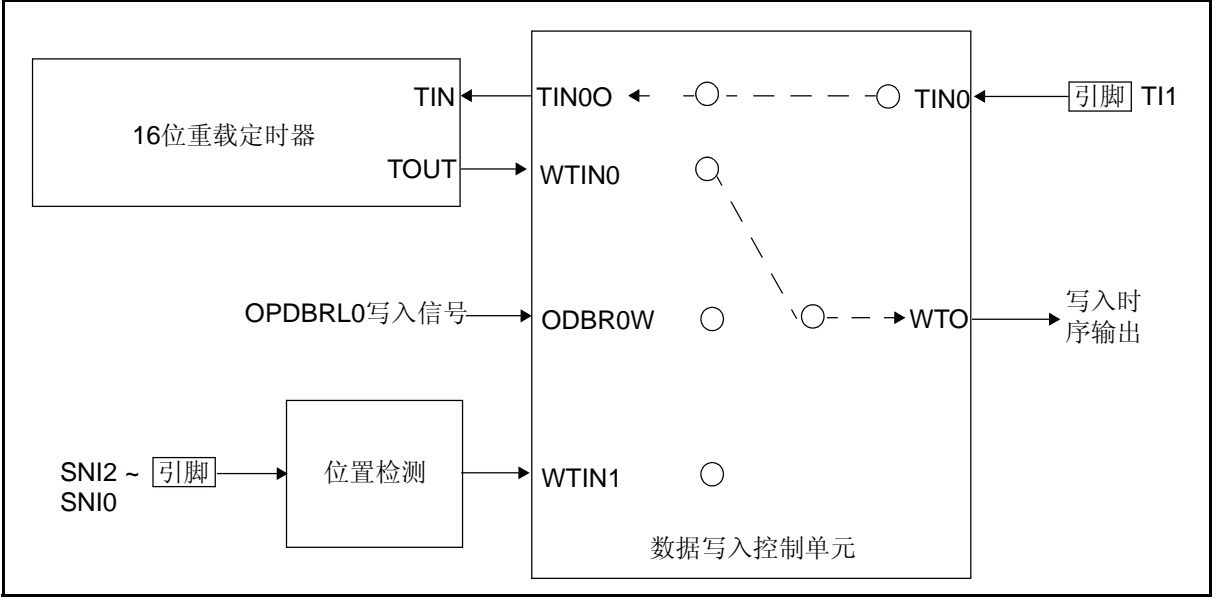 TIN
TIN0O
TIN0
引脚 TI1
16位重载定时器
TOUT
WTIN0
OPDBRL0写入信号
ODBR0W
WTO
写入时
序输出
SNI2 ~ 引脚
SNI0
位置检测
WTIN1
数据写入控制单元